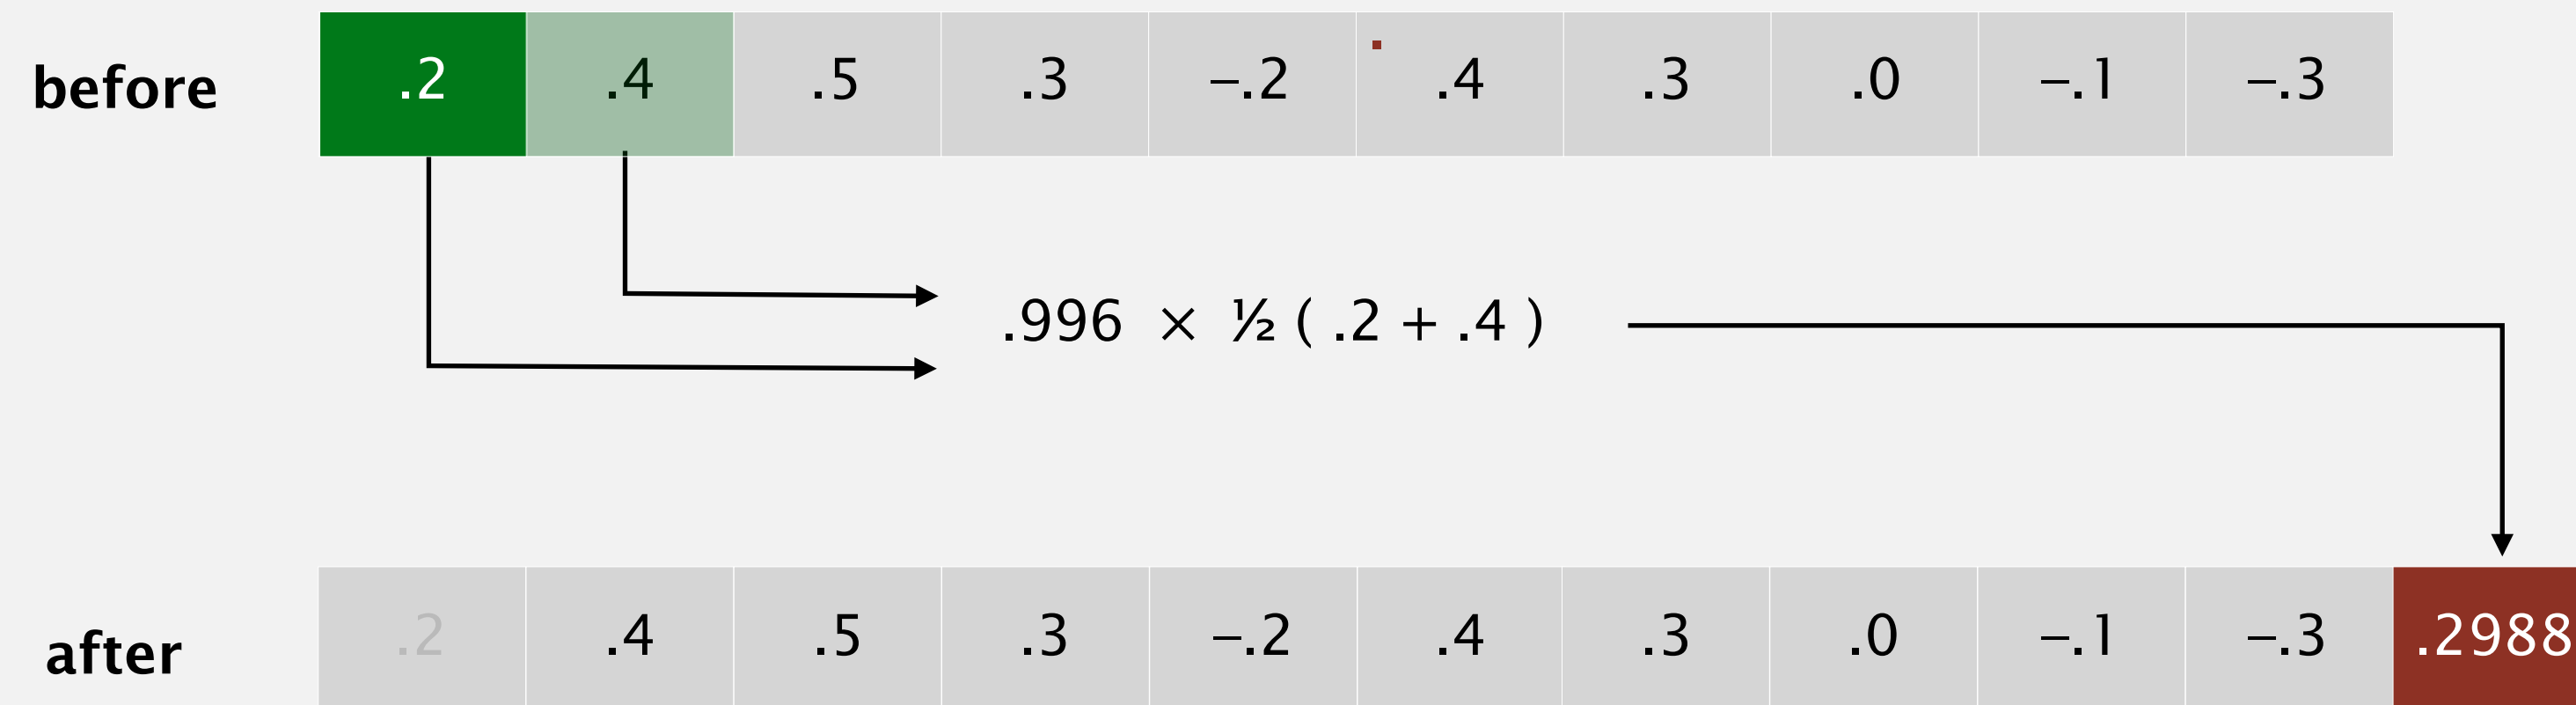 before .2 .4 .5 .3 –.2 .4 .3 .0 –.1 –.3
.996 × ½ ( .2 + .4 )
after .2 .4 .5 .3 –.2 .4 .3 .0 –.1 –.3 .2988